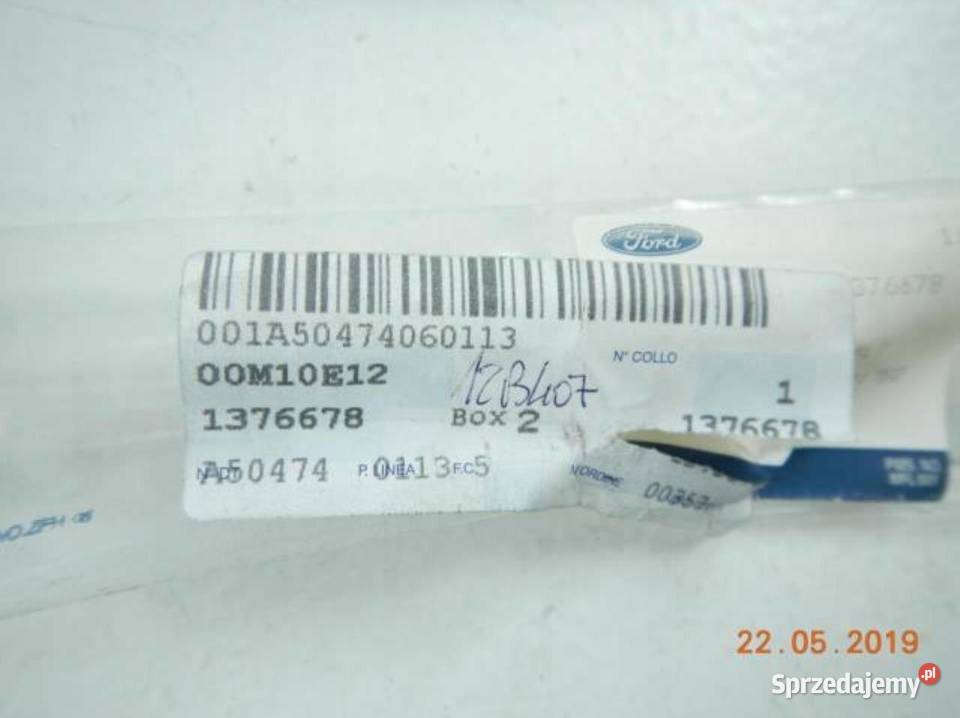 Ford
001A50474060113
00M10E12
12B407
N° COLLO
1
376678
1376678
BOX 2
1376678
A50474
P. LINEA
0113
F.C.
5
N'ORDINE
22.05.2019
Sprzedajemy.pl